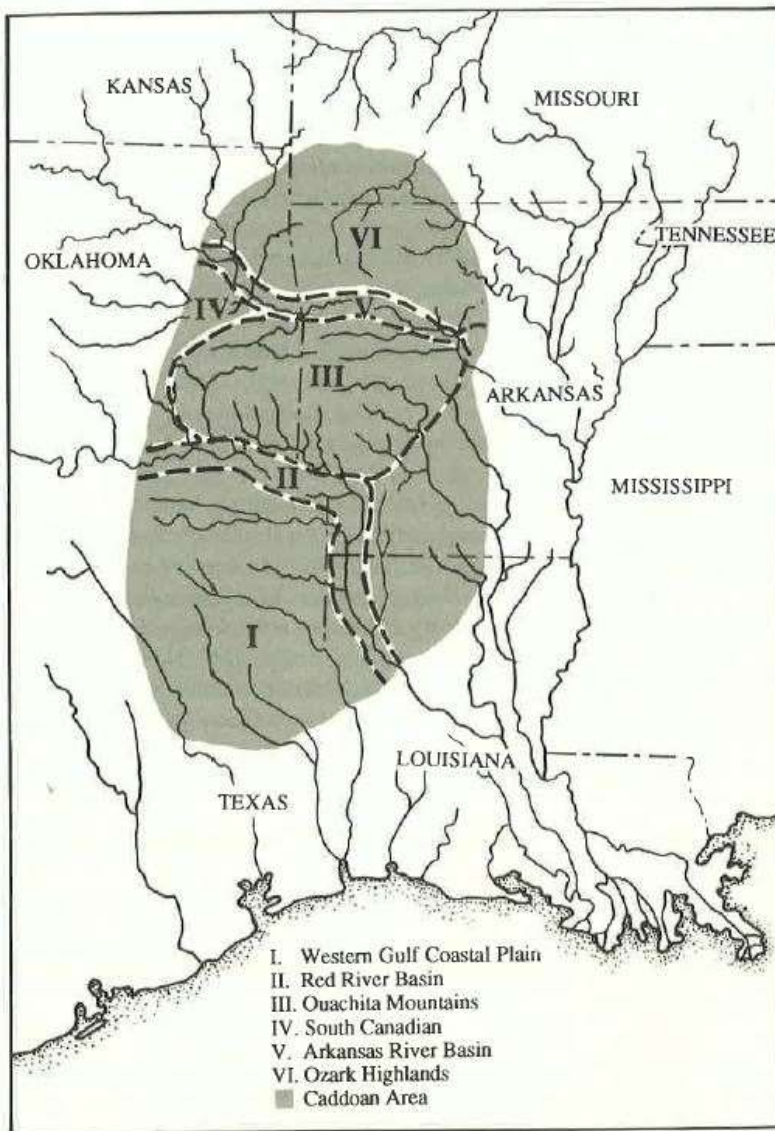 KANSAS
MISSOURI
VI
TENNESSEE
OKLAHOMA
IV
V
III
ARKANSAS
II
MISSISSIPPI
I
LOUISIANA
TEXAS
I. Western Gulf Coastal Plain
II. Red River Basin
III. Ouachita Mountains
IV. South Canadian
V. Arkansas River Basin
VI. Ozark Highlands
Caddoan Area